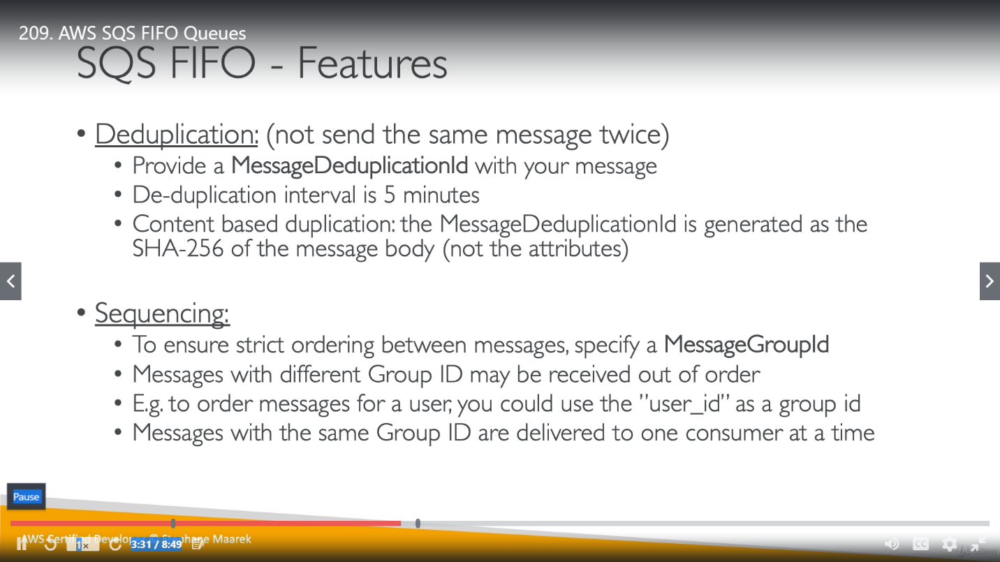 209. AWS SQS FIFO Queues
SQS FIFO - Features
• Deduplication: (not send the same message twice)
• Provide a MessageDeduplicationId with your message
• De-duplication interval is 5 minutes
• Content based duplication: the MessageDeduplicationId is generated as the
SHA-256 of the message body (not the attributes)
• Sequencing:
• To ensure strict ordering between messages, specify a MessageGroupId
• Messages with different Group ID may be received out of order
• E.g. to order messages for a user, you could use the ”user_id” as a group id
• Messages with the same Group ID are delivered to one consumer at a time
Pause
AWS Certified Developer © Stephane Maarek
1x
3:31 / 8:49
CC